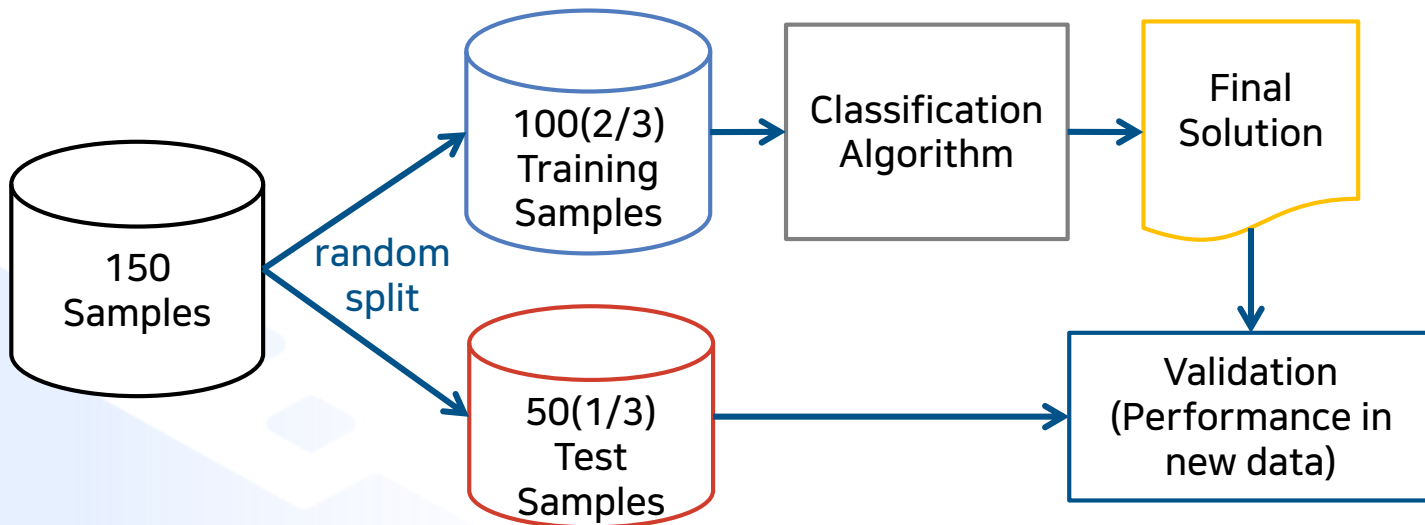 150
Samples
random
split
100(2/3)
Training
Samples
Classification
Algorithm
Final
Solution
50(1/3)
Test
Samples
Validation
(Performance in
new data)